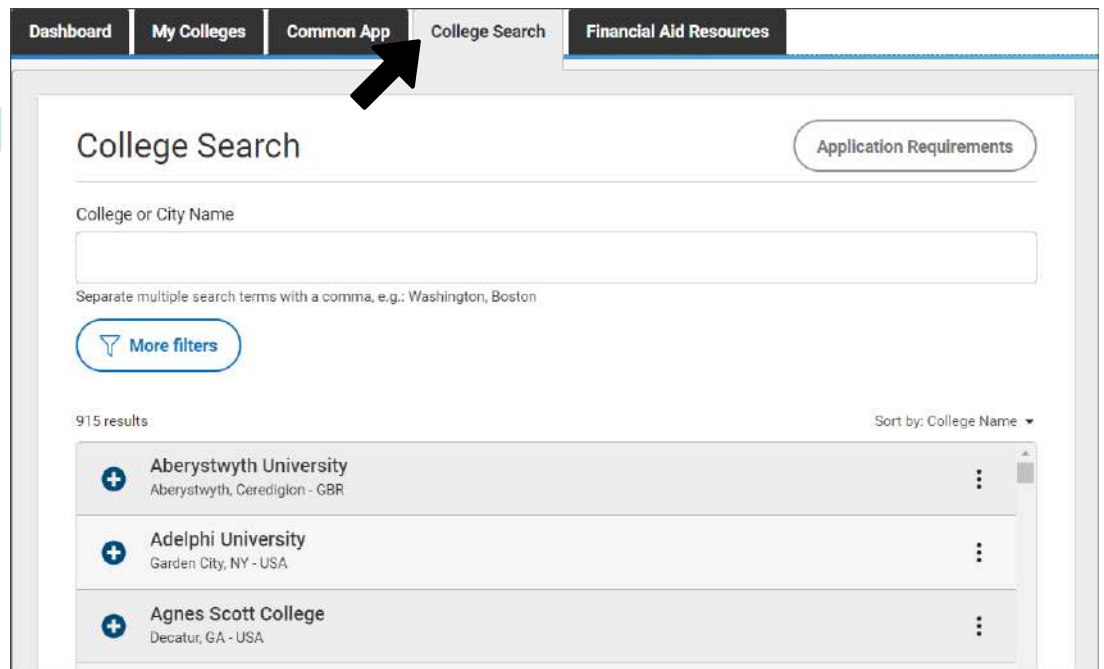 Dashboard My Colleges Common App College Search Financial Aid Resources
College Search
Application Requirements
College or City Name
Separate multiple search terms with a comma, e.g.: Washington, Boston
More filters
915 results
Sort by: College Name
Aberystwyth University
Aberystwyth, Ceredigion - GBR
Adelphi University
Garden City, NY - USA
Agnes Scott College
Decatur, GA - USA